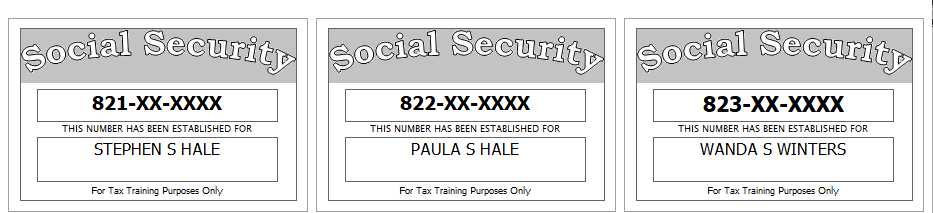 Social Security
821-XX-XXXX
THIS NUMBER HAS BEEN ESTABLISHED FOR
STEPHEN S HALE
For Tax Training Purposes Only
Social Security
822-XX-XXXX
THIS NUMBER HAS BEEN ESTABLISHED FOR
PAULA S HALE
For Tax Training Purposes Only
Social Security
823-XX-XXXX
THIS NUMBER HAS BEEN ESTABLISHED FOR
WANDA S WINTERS
For Tax Training Purposes Only